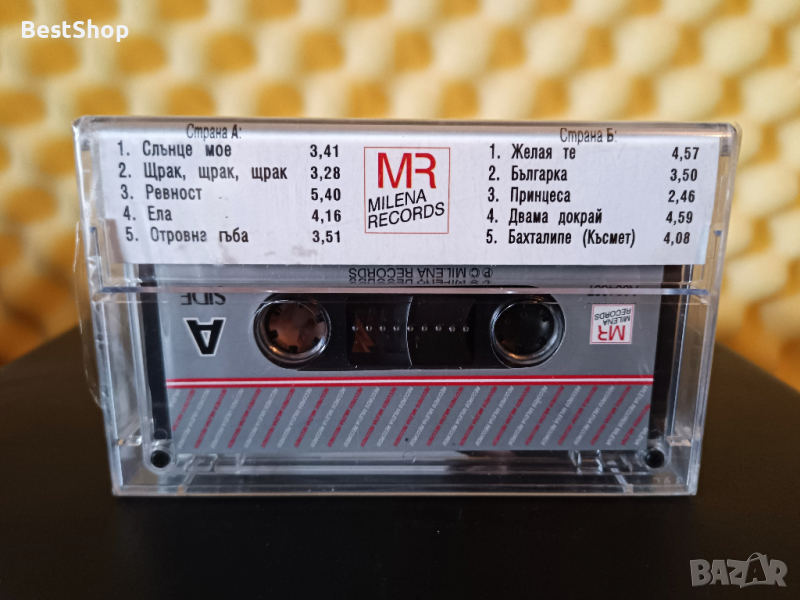 BestShop
Страна А:
1. Слънце мое 3,41
2. Щрак, щрак, щрак 3,28
3. Ревност 5,40
4. Ела 4,16
5. Отровна гъба 3,51
MR
MILENA
RECORDS
Страна Б:
1. Желая те 4,57
2. Българка 3,50
3. Принцеса 2,46
4. Двама докрай 4,59
5. Бахталипе (Късмет) 4,08
℗ © MILENA RECORDS
SIDE
A
MR
MILENA
RECORDS
BAZAR